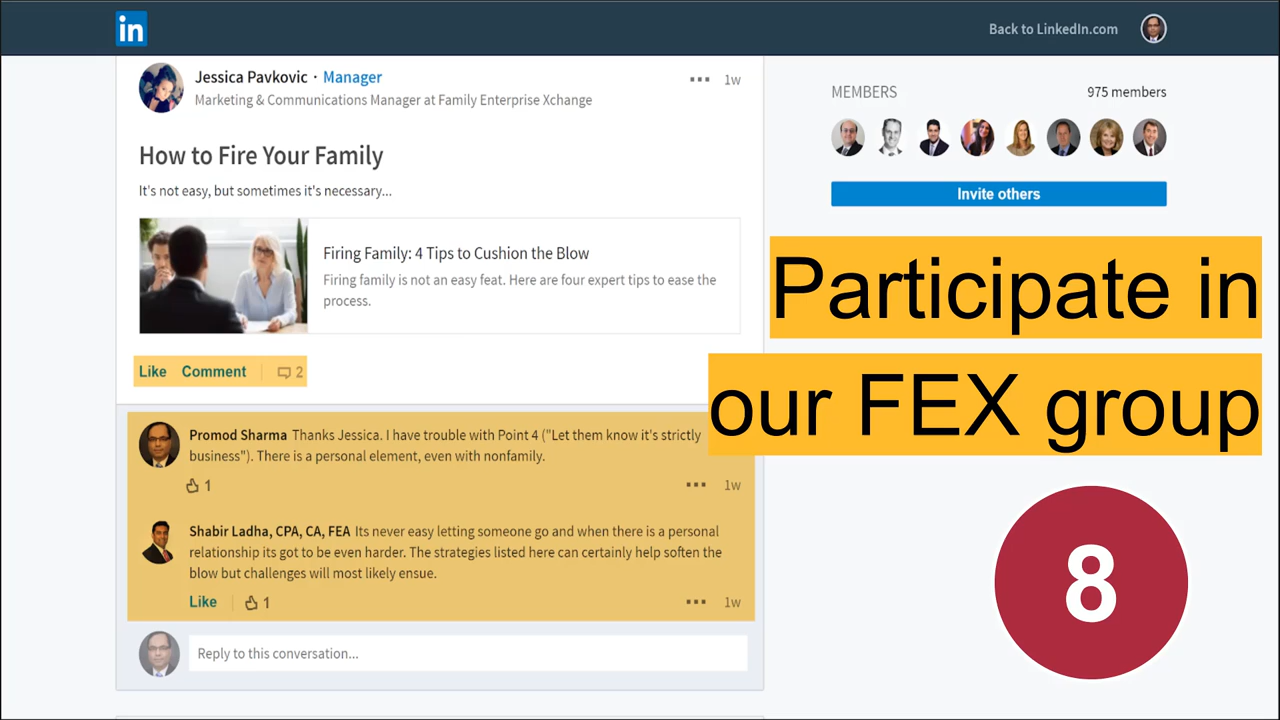 in
Back to LinkedIn.com
Jessica Pavkovic · Manager
••• 1w
Marketing & Communications Manager at Family Enterprise Xchange
How to Fire Your Family
It's not easy, but sometimes it's necessary...
Firing Family: 4 Tips to Cushion the Blow
Firing family is not an easy feat. Here are four expert tips to ease the
process.
Like Comment 2
Promod Sharma Thanks Jessica. I have trouble with Point 4 ("Let them know it's strictly
business"). There is a personal element, even with nonfamily.
1 ••• 1w
Shabir Ladha, CPA, CA, FEA Its never easy letting someone go and when there is a personal
relationship its got to be even harder. The strategies listed here can certainly help soften the
blow but challenges will most likely ensue.
Like 1 ••• 1w
Reply to this conversation...
MEMBERS 975 members
Invite others
Participate in
our FEX group
8